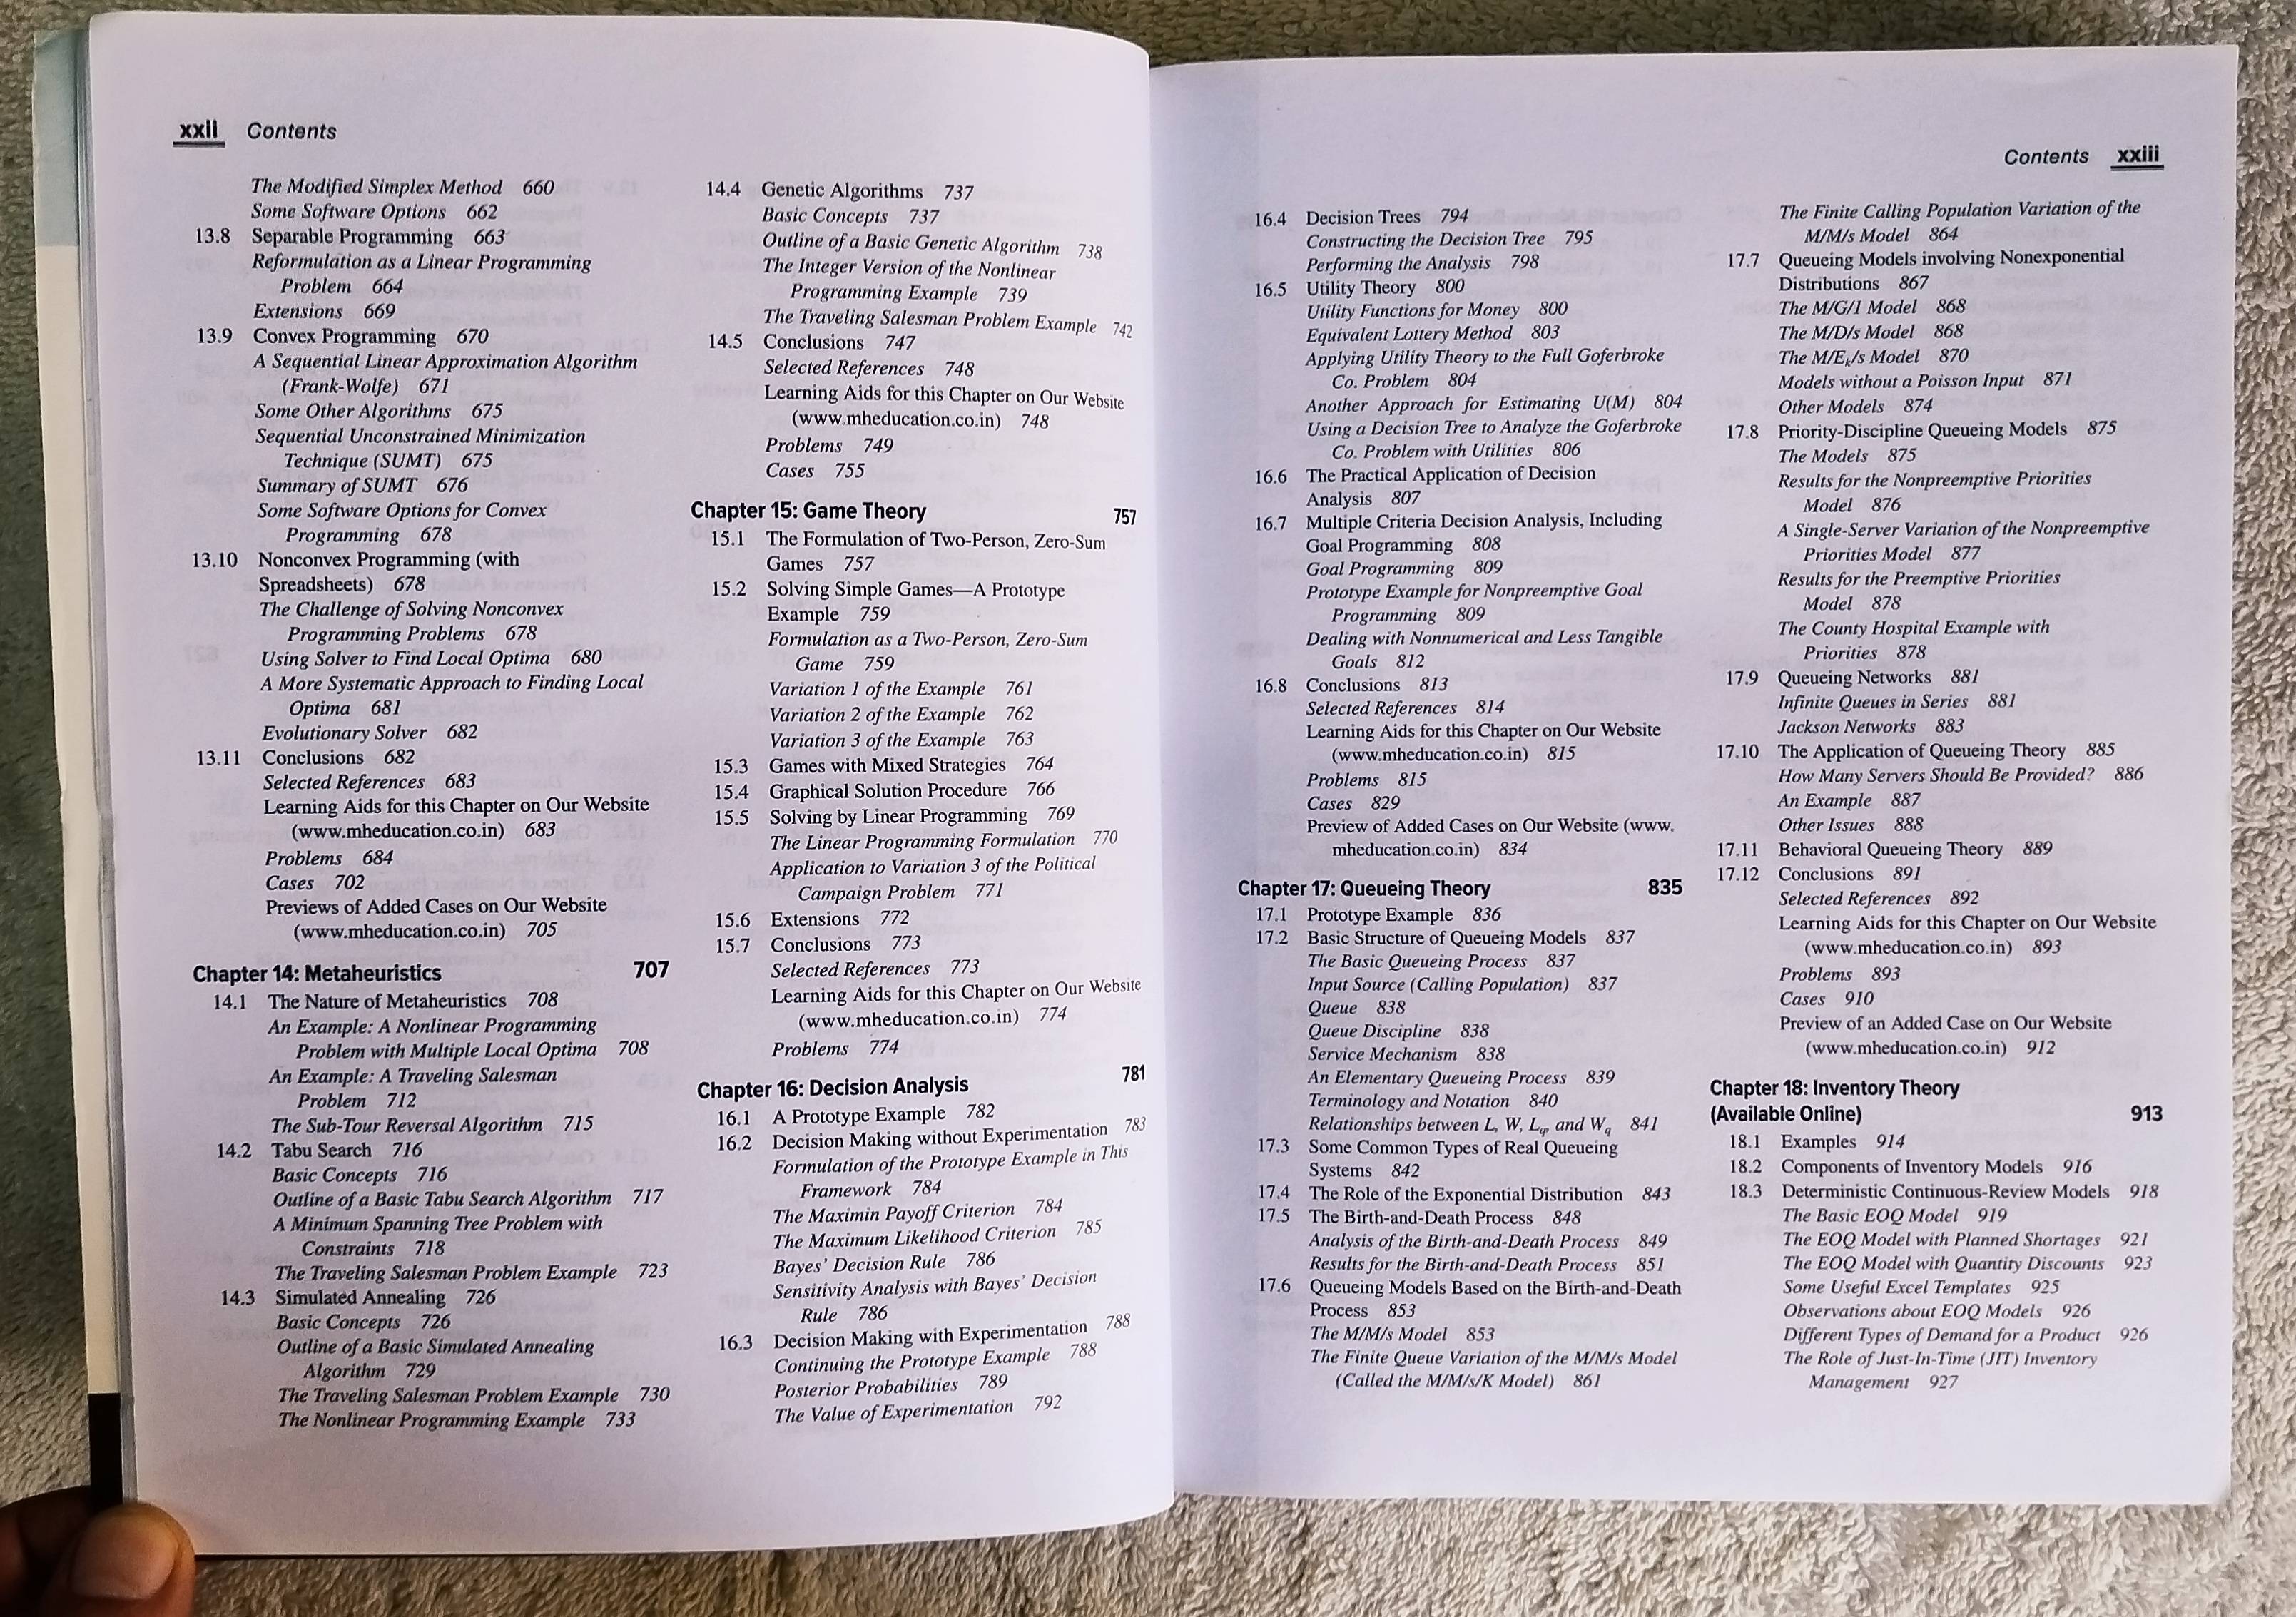 xxii Contents
The Modified Simplex Method 660
Some Software Options 662
13.8 Separable Programming 663
Reformulation as a Linear Programming
Problem 664
Extensions 669
13.9 Convex Programming 670
A Sequential Linear Approximation Algorithm
(Frank-Wolfe) 671
Some Other Algorithms 675
Sequential Unconstrained Minimization
Technique (SUMT) 675
Summary of SUMT 676
Some Software Options for Convex
Programming 678
13.10 Nonconvex Programming (with
Spreadsheets) 678
The Challenge of Solving Nonconvex
Programming Problems 678
Using Solver to Find Local Optima 680
A More Systematic Approach to Finding Local
Optima 681
Evolutionary Solver 682
13.11 Conclusions 682
Selected References 683
Learning Aids for this Chapter on Our Website
(www.mheducation.co.in) 683
Problems 684
Cases 702
Previews of Added Cases on Our Website
(www.mheducation.co.in) 705
Chapter 14: Metaheuristics 707
14.1 The Nature of Metaheuristics 708
An Example: A Nonlinear Programming
Problem with Multiple Local Optima 708
An Example: A Traveling Salesman
Problem 712
The Sub-Tour Reversal Algorithm 715
14.2 Tabu Search 716
Basic Concepts 716
Outline of a Basic Tabu Search Algorithm 717
A Minimum Spanning Tree Problem with
Constraints 718
The Traveling Salesman Problem Example 723
14.3 Simulated Annealing 726
Basic Concepts 726
Outline of a Basic Simulated Annealing
Algorithm 729
The Traveling Salesman Problem Example 730
The Nonlinear Programming Example 733
14.4 Genetic Algorithms 737
Basic Concepts 737
Outline of a Basic Genetic Algorithm 738
The Integer Version of the Nonlinear
Programming Example 739
The Traveling Salesman Problem Example 742
14.5 Conclusions 747
Selected References 748
Learning Aids for this Chapter on Our Website
(www.mheducation.co.in) 748
Problems 749
Cases 755
Chapter 15: Game Theory 757
15.1 The Formulation of Two-Person, Zero-Sum
Games 757
15.2 Solving Simple Games—A Prototype
Example 759
Formulation as a Two-Person, Zero-Sum
Game 759
Variation 1 of the Example 761
Variation 2 of the Example 762
Variation 3 of the Example 763
15.3 Games with Mixed Strategies 764
15.4 Graphical Solution Procedure 766
15.5 Solving by Linear Programming 769
The Linear Programming Formulation 770
Application to Variation 3 of the Political
Campaign Problem 771
15.6 Extensions 772
15.7 Conclusions 773
Selected References 773
Learning Aids for this Chapter on Our Website
(www.mheducation.co.in) 774
Problems 774
Chapter 16: Decision Analysis 781
16.1 A Prototype Example 782
16.2 Decision Making without Experimentation 783
Formulation of the Prototype Example in This
Framework 784
The Maximin Payoff Criterion 784
The Maximum Likelihood Criterion 785
Bayes' Decision Rule 786
Sensitivity Analysis with Bayes' Decision
Rule 786
16.3 Decision Making with Experimentation 788
Continuing the Prototype Example 788
Posterior Probabilities 789
The Value of Experimentation 792
Contents xxiii
16.4 Decision Trees 794
Constructing the Decision Tree 795
Performing the Analysis 798
16.5 Utility Theory 800
Utility Functions for Money 800
Equivalent Lottery Method 803
Applying Utility Theory to the Full Goferbroke
Co. Problem 804
Another Approach for Estimating U(M) 804
Using a Decision Tree to Analyze the Goferbroke
Co. Problem with Utilities 806
16.6 The Practical Application of Decision
Analysis 807
16.7 Multiple Criteria Decision Analysis, Including
Goal Programming 808
Goal Programming 809
Prototype Example for Nonpreemptive Goal
Programming 809
Dealing with Nonnumerical and Less Tangible
Goals 812
16.8 Conclusions 813
Selected References 814
Learning Aids for this Chapter on Our Website
(www.mheducation.co.in) 815
Problems 815
Cases 829
Preview of Added Cases on Our Website (www.
mheducation.co.in) 834
Chapter 17: Queueing Theory 835
17.1 Prototype Example 836
17.2 Basic Structure of Queueing Models 837
The Basic Queueing Process 837
Input Source (Calling Population) 837
Queue 838
Queue Discipline 838
Service Mechanism 838
An Elementary Queueing Process 839
Terminology and Notation 840
Relationships between L, W, Lq, and Wq 841
17.3 Some Common Types of Real Queueing
Systems 842
17.4 The Role of the Exponential Distribution 843
17.5 The Birth-and-Death Process 848
Analysis of the Birth-and-Death Process 849
Results for the Birth-and-Death Process 851
17.6 Queueing Models Based on the Birth-and-Death
Process 853
The M/M/s Model 853
The Finite Queue Variation of the M/M/s Model
(Called the M/M/s/K Model) 861
The Finite Calling Population Variation of the
M/M/s Model 864
17.7 Queueing Models involving Nonexponential
Distributions 867
The M/G/1 Model 868
The M/D/s Model 868
The M/Ek/s Model 870
Models without a Poisson Input 871
Other Models 874
17.8 Priority-Discipline Queueing Models 875
The Models 875
Results for the Nonpreemptive Priorities
Model 876
A Single-Server Variation of the Nonpreemptive
Priorities Model 877
Results for the Preemptive Priorities
Model 878
The County Hospital Example with
Priorities 878
17.9 Queueing Networks 881
Infinite Queues in Series 881
Jackson Networks 883
17.10 The Application of Queueing Theory 885
How Many Servers Should Be Provided? 886
An Example 887
Other Issues 888
17.11 Behavioral Queueing Theory 889
17.12 Conclusions 891
Selected References 892
Learning Aids for this Chapter on Our Website
(www.mheducation.co.in) 893
Problems 893
Cases 910
Preview of an Added Case on Our Website
(www.mheducation.co.in) 912
Chapter 18: Inventory Theory
(Available Online) 913
18.1 Examples 914
18.2 Components of Inventory Models 916
18.3 Deterministic Continuous-Review Models 918
The Basic EOQ Model 919
The EOQ Model with Planned Shortages 921
The EOQ Model with Quantity Discounts 923
Some Useful Excel Templates 925
Observations about EOQ Models 926
Different Types of Demand for a Product 926
The Role of Just-In-Time (JIT) Inventory
Management 927